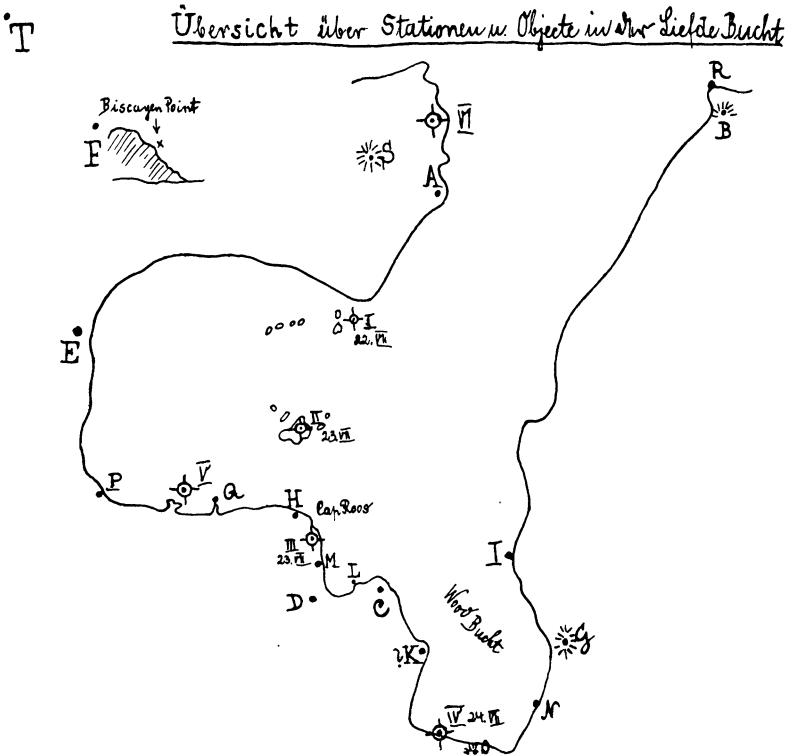 T
Übersicht über Stationen u. Objecte in der Liefde Bucht
R
B
Biscayen Point
x
F
VI
S
A
I
22. VII
E
II
23 VII
P
V
Q
H
Cap Roos
III
23. VII
M
L
D
C
I
Wood Bucht
G
?K
N
IV 24. VII